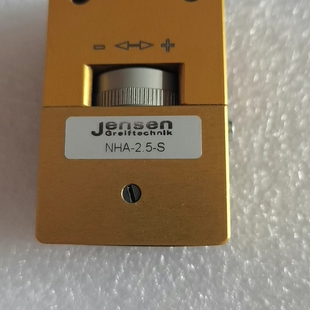 - +
Jensen
Greiftechnik
NHA-2.5-S